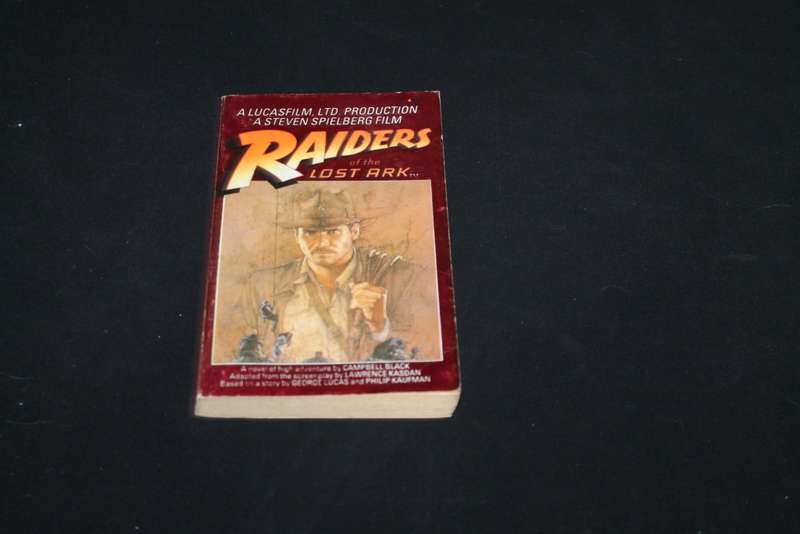 A LUCASFILM, LTD. PRODUCTION
A STEVEN SPIELBERG FILM
RAIDERS
of the
LOST ARK™
A novel of high adventure by CAMPBELL BLACK
Adapted from the screenplay by LAWRENCE KASDAN
Based on a story by GEORGE LUCAS and PHILIP KAUFMAN